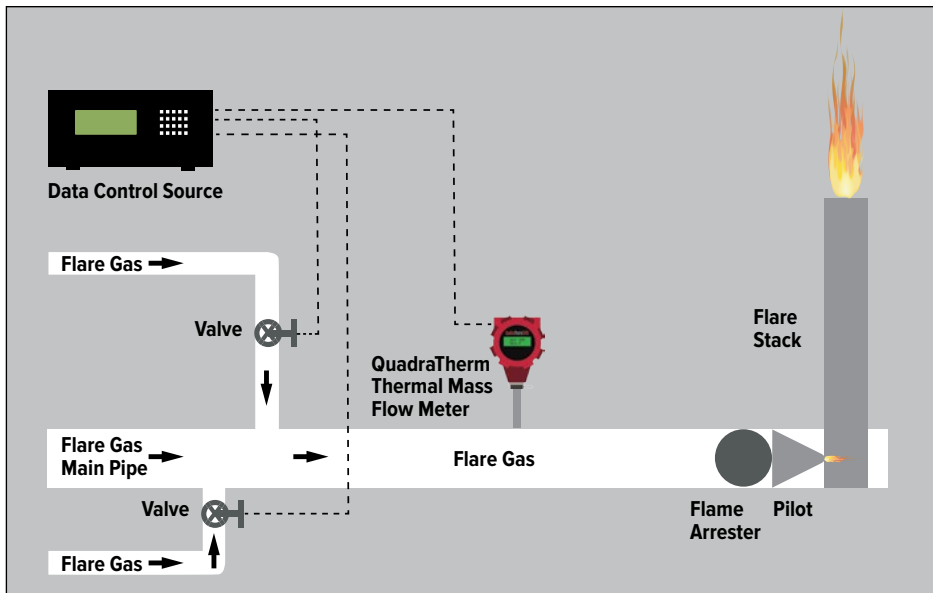 Data Control Source
Flare Gas
Valve
QuadraTherm
Thermal Mass
Flow Meter
Flare
Stack
Flare Gas
Main Pipe
Flare Gas
Valve
Flame
Arrester
Pilot
Flare Gas